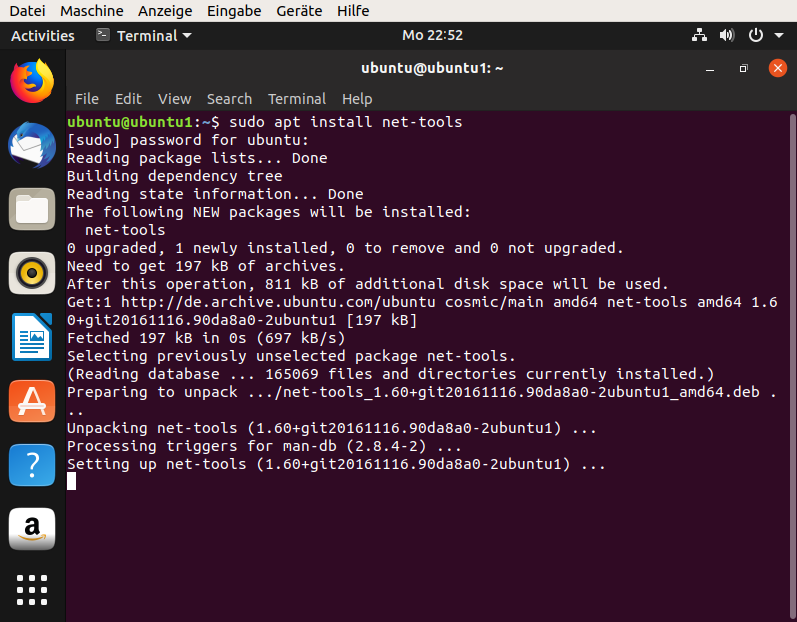 Datei Maschine Anzeige Eingabe Geräte Hilfe
Activities Terminal Mo 22:52
ubuntu@ubuntu1: ~
File Edit View Search Terminal Help
ubuntu@ubuntu1:~$ sudo apt install net-tools
[sudo] password for ubuntu:
Reading package lists... Done
Building dependency tree
Reading state information... Done
The following NEW packages will be installed:
  net-tools
0 upgraded, 1 newly installed, 0 to remove and 0 not upgraded.
Need to get 197 kB of archives.
After this operation, 811 kB of additional disk space will be used.
Get:1 http://de.archive.ubuntu.com/ubuntu cosmic/main amd64 net-tools amd64 1.6
0+git20161116.90da8a0-2ubuntu1 [197 kB]
Fetched 197 kB in 0s (697 kB/s)
Selecting previously unselected package net-tools.
(Reading database ... 165069 files and directories currently installed.)
Preparing to unpack .../net-tools_1.60+git20161116.90da8a0-2ubuntu1_amd64.deb .
..
Unpacking net-tools (1.60+git20161116.90da8a0-2ubuntu1) ...
Processing triggers for man-db (2.8.4-2) ...
Setting up net-tools (1.60+git20161116.90da8a0-2ubuntu1) ...
?
a